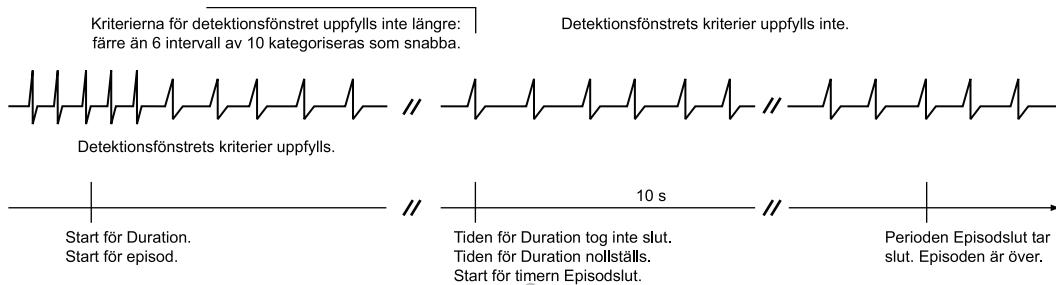 Kriterierna för detektionsfönstret uppfylls inte längre:
färre än 6 intervall av 10 kategoriseras som snabba.
Detektionsfönstrets kriterier uppfylls inte.
Detektionsfönstrets kriterier uppfylls.
10 s
Start för Duration.
Start för episod.
Tiden för Duration tog inte slut.
Tiden för Duration nollställs.
Start för timern Episodslut.
Perioden Episodslut tar
slut. Episoden är över.